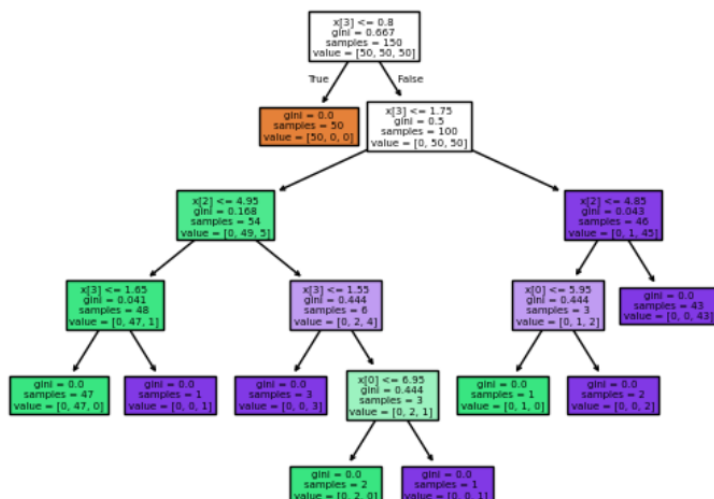 x[3] <= 0.8
gini = 0.667
samples = 150
value = [50, 50, 50]
True
False
gini = 0.0
samples = 50
value = [50, 0, 0]
x[3] <= 1.75
gini = 0.5
samples = 100
value = [0, 50, 50]
x[2] <= 4.95
gini = 0.168
samples = 54
value = [0, 49, 5]
x[2] <= 4.85
gini = 0.043
samples = 46
value = [0, 1, 45]
x[3] <= 1.65
gini = 0.041
samples = 48
value = [0, 47, 1]
x[3] <= 1.55
gini = 0.444
samples = 6
value = [0, 2, 4]
x[0] <= 5.95
gini = 0.444
samples = 3
value = [0, 1, 2]
gini = 0.0
samples = 43
value = [0, 0, 43]
gini = 0.0
samples = 47
value = [0, 47, 0]
gini = 0.0
samples = 1
value = [0, 0, 1]
gini = 0.0
samples = 3
value = [0, 0, 3]
x[0] <= 6.95
gini = 0.444
samples = 3
value = [0, 2, 1]
gini = 0.0
samples = 1
value = [0, 1, 0]
gini = 0.0
samples = 2
value = [0, 0, 2]
gini = 0.0
samples = 2
value = [0, 2, 0]
gini = 0.0
samples = 1
value = [0, 0, 1]